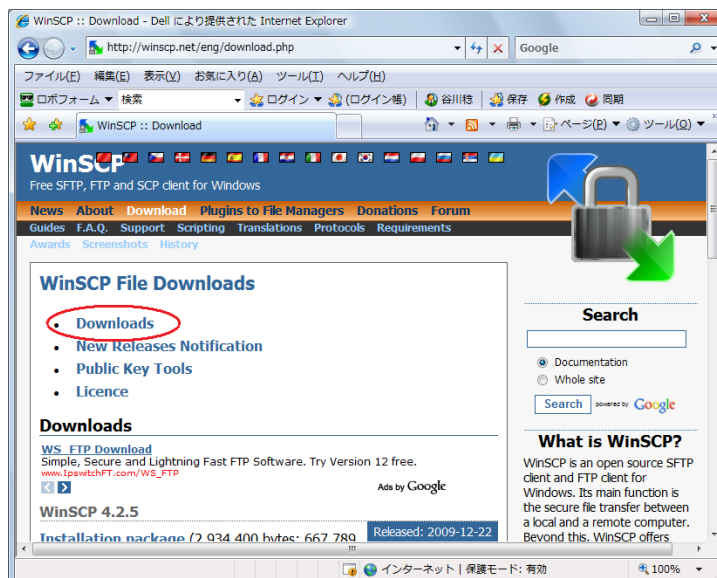 WinSCP :: Download - Dell により提供された Internet Explorer
http://winscp.net/eng/download.php
Google
ファイル(F) 編集(E) 表示(V) お気に入り(A) ツール(T) ヘルプ(H)
ロボフォーム 検索 ログイン (ログイン帳) 谷川稔 保存 作成 同期
WinSCP :: Download
ページ(P) ツール(O)
WinSCP
Free SFTP, FTP and SCP client for Windows
News About Download Plugins to File Managers Donations Forum
Guides F.A.Q. Support Scripting Translations Protocols Requirements
Awards Screenshots History
WinSCP File Downloads
Downloads
New Releases Notification
Public Key Tools
Licence
Downloads
WS_FTP Download
Simple, Secure and Lightning Fast FTP Software. Try Version 12 free.
www.IpswitchFT.com/WS_FTP
Ads by Google
WinSCP 4.2.5
Installation package (2 934 400 bytes; 667 789
Released: 2009-12-22
Search
Documentation
Whole site
Search powered by Google
What is WinSCP?
WinSCP is an open source SFTP
client and FTP client for
Windows. Its main function is
the secure file transfer between
a local and a remote computer.
Beyond this, WinSCP offers
インターネット | 保護モード: 有効
100%